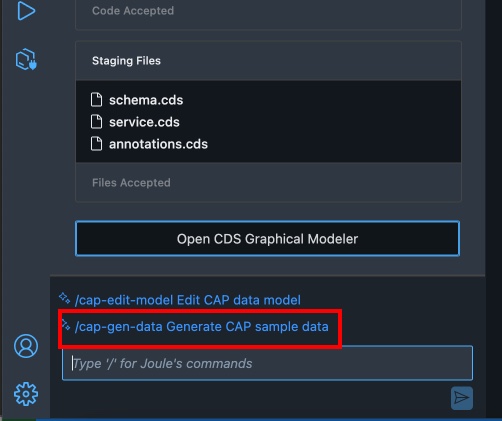 Code Accepted
Staging Files
schema.cds
service.cds
annotations.cds
Files Accepted
Open CDS Graphical Modeler
/cap-edit-model Edit CAP data model
/cap-gen-data Generate CAP sample data
Type '/' for Joule's commands